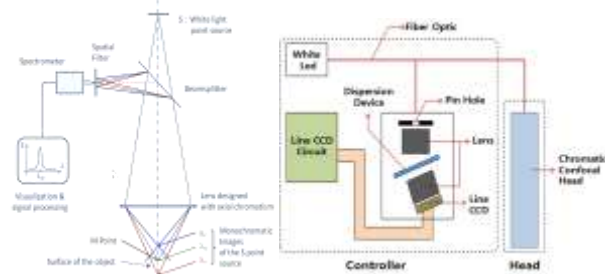 S : White light
point source
Spatial
Filter
Spectrometer
Beamsplitter
Visualization &
signal processing
Lens designed
with axial chromatism
M Point
Monochromatic
Images
of the S point
source
Surface of the object
Fiber Optic
White
Led
Dispersion
Device
Pin Hole
Line CCD
Circuit
Lens
Chromatic
Confocal
Head
Line
CCD
Controller
Head